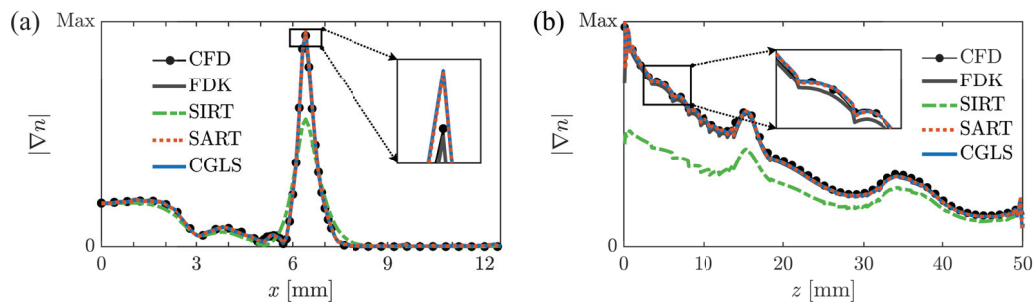 (a)
Max
|∇n|
0
CFD
FDK
SIRT
SART
CGLS
0
3
6
9
12
x [mm]
(b)
Max
|∇n|
0
CFD
FDK
SIRT
SART
CGLS
0
10
20
30
40
50
z [mm]